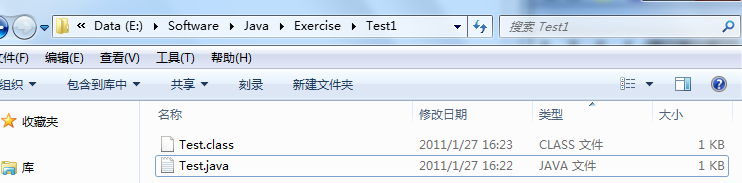 « Data (E:) ▸ Software ▸ Java ▸ Exercise ▸ Test1
搜索 Test1
文件(F) 编辑(E) 查看(V) 工具(T) 帮助(H)
组织 包含到库中 共享 刻录 新建文件夹
名称 修改日期 类型 大小
收藏夹
Test.class 2011/1/27 16:23 CLASS 文件 1 KB
Test.java 2011/1/27 16:22 JAVA 文件 1 KB
库